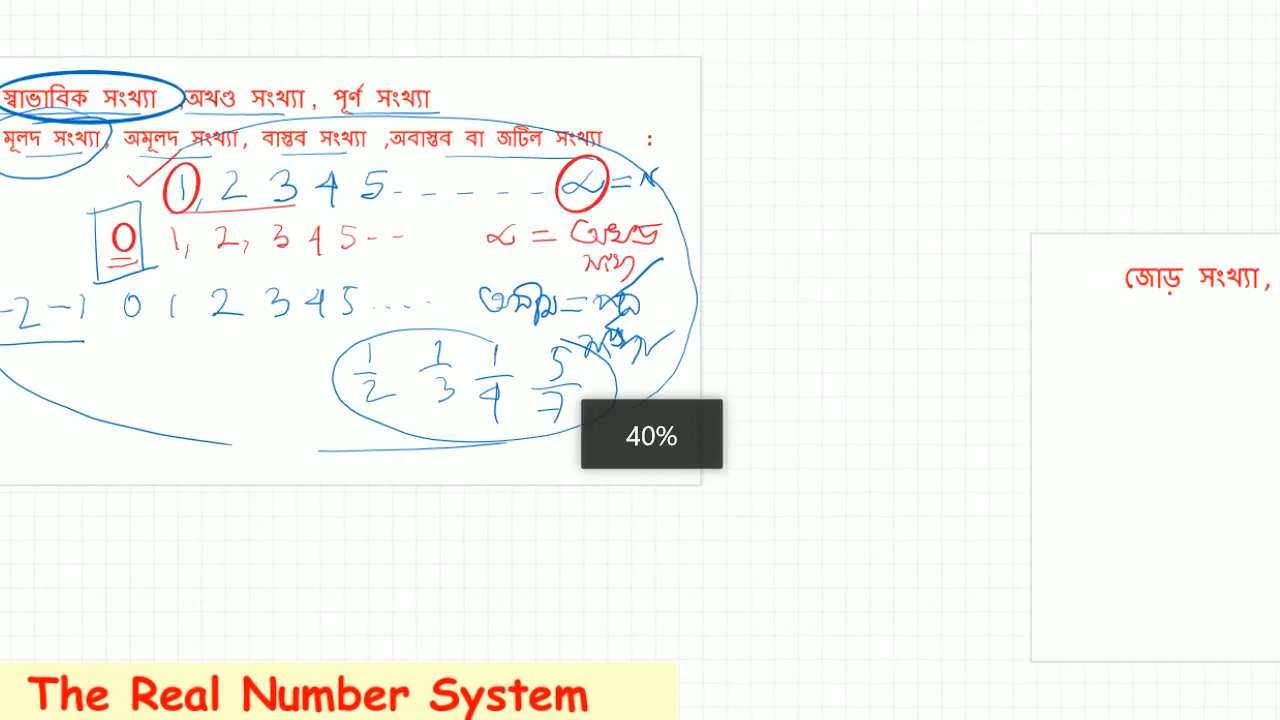 স্বাভাবিক সংখ্যা ,অখণ্ড সংখ্যা, পূর্ণ সংখ্যা
মূলদ সংখ্যা, অমূলদ সংখ্যা, বাস্তব সংখ্যা ,অবাস্তব বা জটিল সংখ্যা :
1, 2 3 4 5 - - - - - - ∝ = N
0 1, 2, 3 4 5 - - ∝ = অখন্ড
সংখ্যা
-2 -1 0 1 2 3 4 5 .... অসীম =
1/2 1/3 1/4 5/7
40%
জোড় সংখ্যা,
The Real Number System